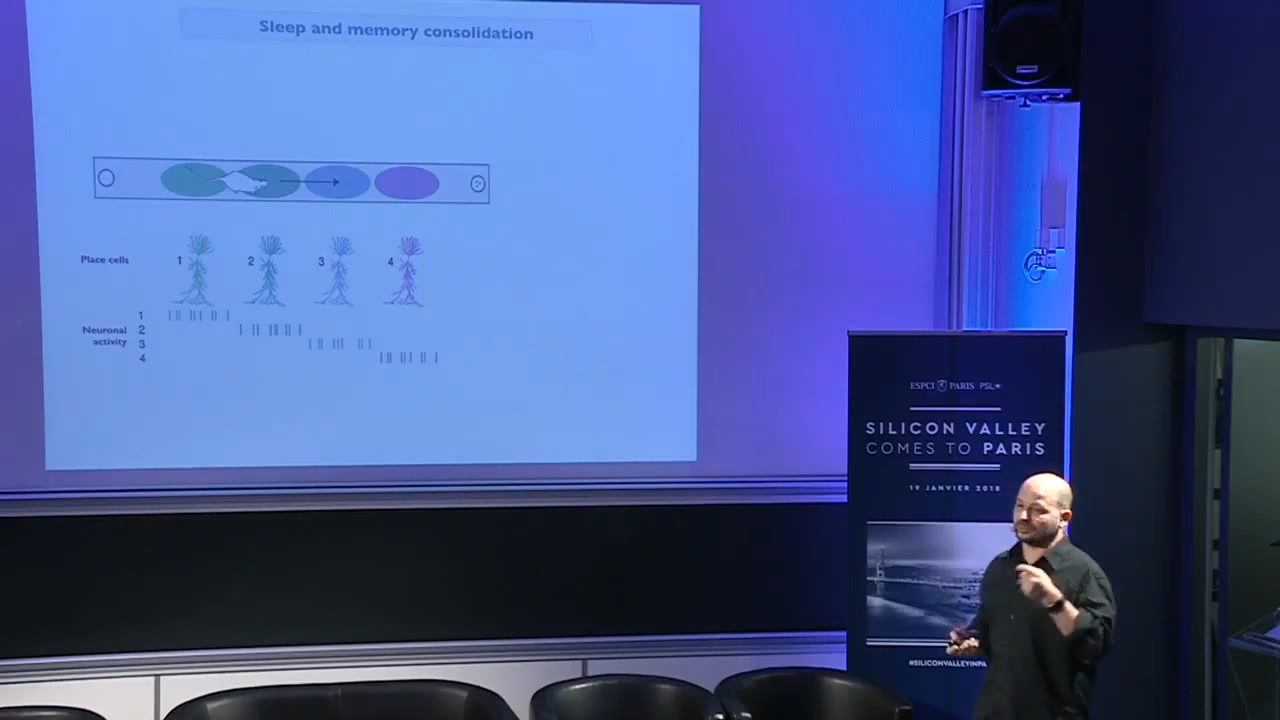 Sleep and memory consolidation
Place cells
1
2
3
4
Neuronal
activity
1
2
3
4
ESPCI PARIS PSL
SILICON VALLEY
COMES TO PARIS
19 JANVIER 2018
#SILICONVALLEYINPA